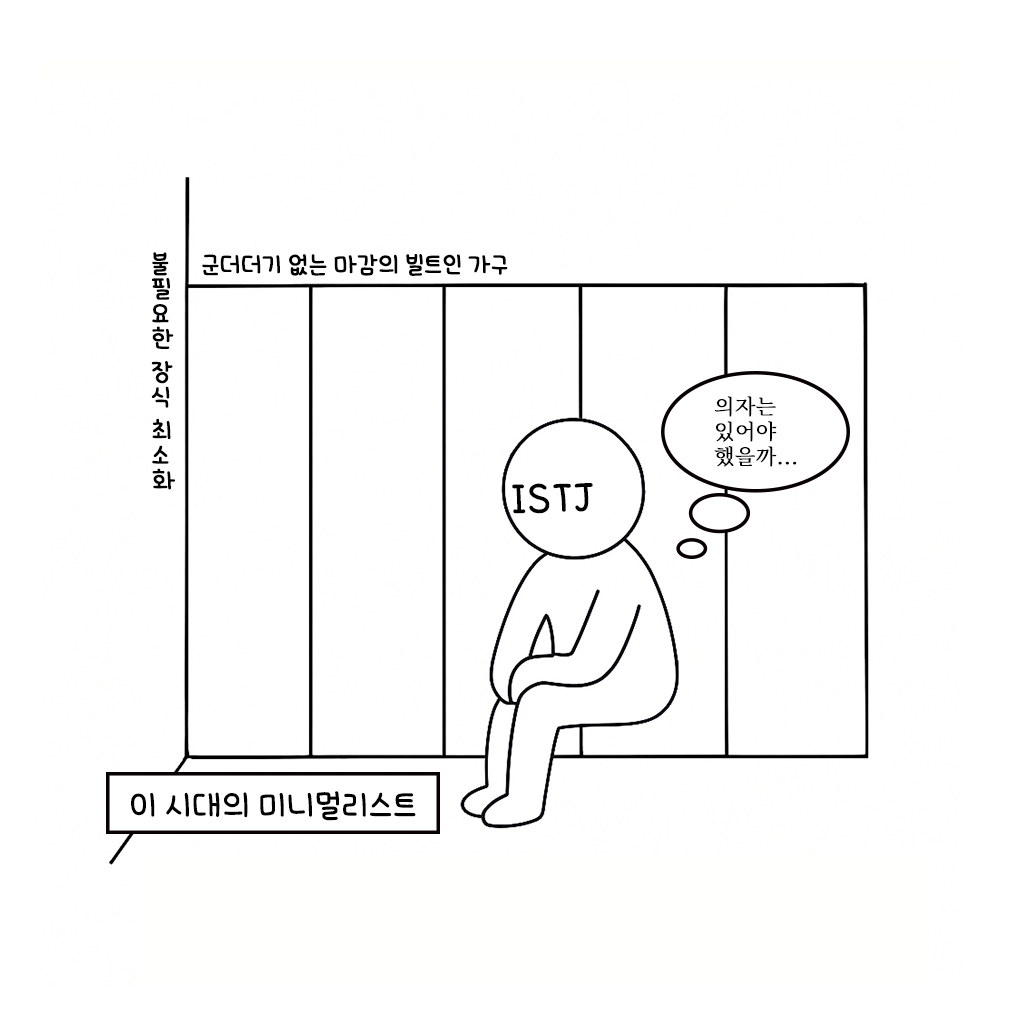 군더더기 없는 마감의 빌트인 가구
불필요한 장식 최소화
의자는
있어야
했을까...
ISTJ
이 시대의 미니멀리스트